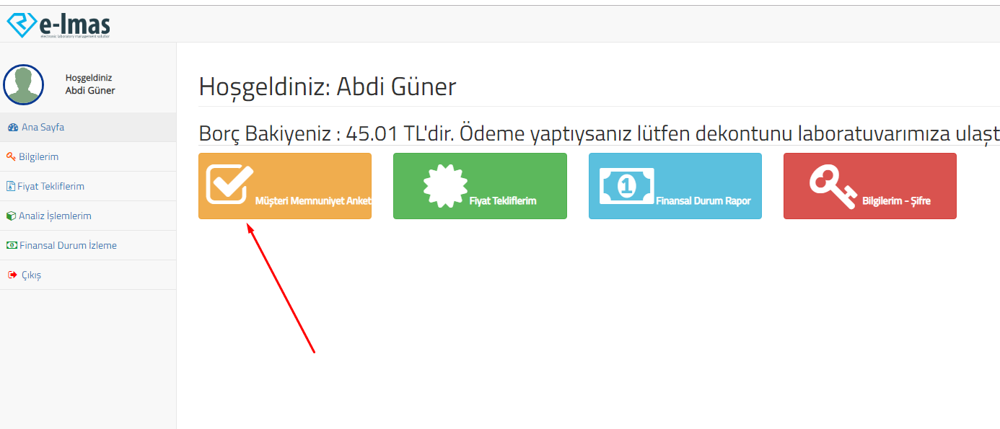 e-lmas
electronic laboratory management solution
Hoşgeldiniz
Abdi Güner
Ana Sayfa
Bilgilerim
Fiyat Tekliflerim
Analiz İşlemlerim
Finansal Durum İzleme
Çıkış
Hoşgeldiniz: Abdi Güner
Borç Bakiyeniz : 45.01 TL'dir. Ödeme yaptıysanız lütfen dekontunu laboratuvarımıza ulaşt
Müşteri Memnuniyet Anket
Fiyat Tekliflerim
1
Finansal Durum Rapor
Bilgilerim - Şifre